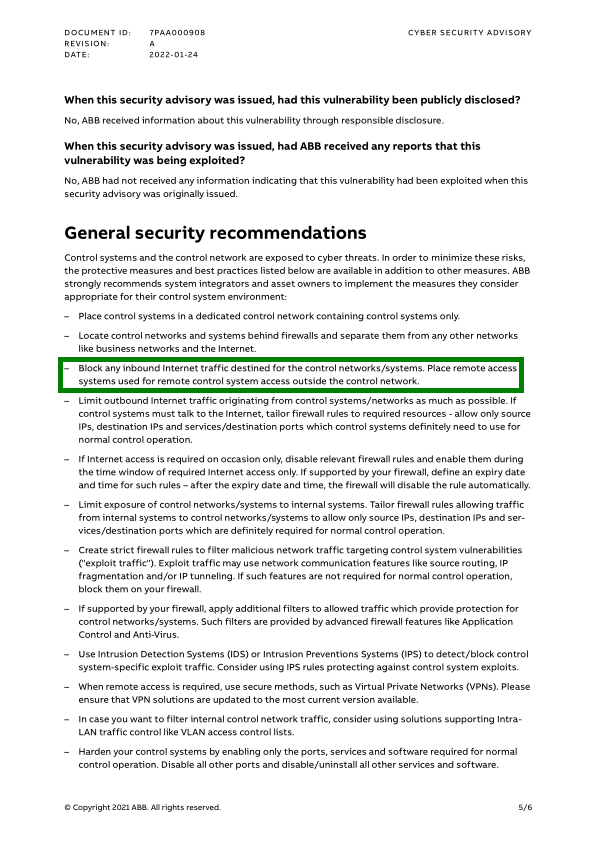 DOCUMENT ID: 7PAA000908 CYBER SECURITY ADVISORY
REVISION: A
DATE: 2022-01-24
When this security advisory was issued, had this vulnerability been publicly disclosed?
No, ABB received information about this vulnerability through responsible disclosure.
When this security advisory was issued, had ABB received any reports that this
vulnerability was being exploited?
No, ABB had not received any information indicating that this vulnerability had been exploited when this
security advisory was originally issued.
General security recommendations
Control systems and the control network are exposed to cyber threats. In order to minimize these risks,
the protective measures and best practices listed below are available in addition to other measures. ABB
strongly recommends system integrators and asset owners to implement the measures they consider
appropriate for their control system environment:
– Place control systems in a dedicated control network containing control systems only.
– Locate control networks and systems behind firewalls and separate them from any other networks
like business networks and the Internet.
– Block any inbound Internet traffic destined for the control networks/systems. Place remote access
systems used for remote control system access outside the control network.
– Limit outbound Internet traffic originating from control systems/networks as much as possible. If
control systems must talk to the Internet, tailor firewall rules to required resources - allow only source
IPs, destination IPs and services/destination ports which control systems definitely need to use for
normal control operation.
– If Internet access is required on occasion only, disable relevant firewall rules and enable them during
the time window of required Internet access only. If supported by your firewall, define an expiry date
and time for such rules – after the expiry date and time, the firewall will disable the rule automatically.
– Limit exposure of control networks/systems to internal systems. Tailor firewall rules allowing traffic
from internal systems to control networks/systems to allow only source IPs, destination IPs and ser-
vices/destination ports which are definitely required for normal control operation.
– Create strict firewall rules to filter malicious network traffic targeting control system vulnerabilities
("exploit traffic"). Exploit traffic may use network communication features like source routing, IP
fragmentation and/or IP tunneling. If such features are not required for normal control operation,
block them on your firewall.
– If supported by your firewall, apply additional filters to allowed traffic which provide protection for
control networks/systems. Such filters are provided by advanced firewall features like Application
Control and Anti-Virus.
– Use Intrusion Detection Systems (IDS) or Intrusion Preventions Systems (IPS) to detect/block control
system-specific exploit traffic. Consider using IPS rules protecting against control system exploits.
– When remote access is required, use secure methods, such as Virtual Private Networks (VPNs). Please
ensure that VPN solutions are updated to the most current version available.
– In case you want to filter internal control network traffic, consider using solutions supporting Intra-
LAN traffic control like VLAN access control lists.
– Harden your control systems by enabling only the ports, services and software required for normal
control operation. Disable all other ports and disable/uninstall all other services and software.
© Copyright 2021 ABB. All rights reserved. 5/6